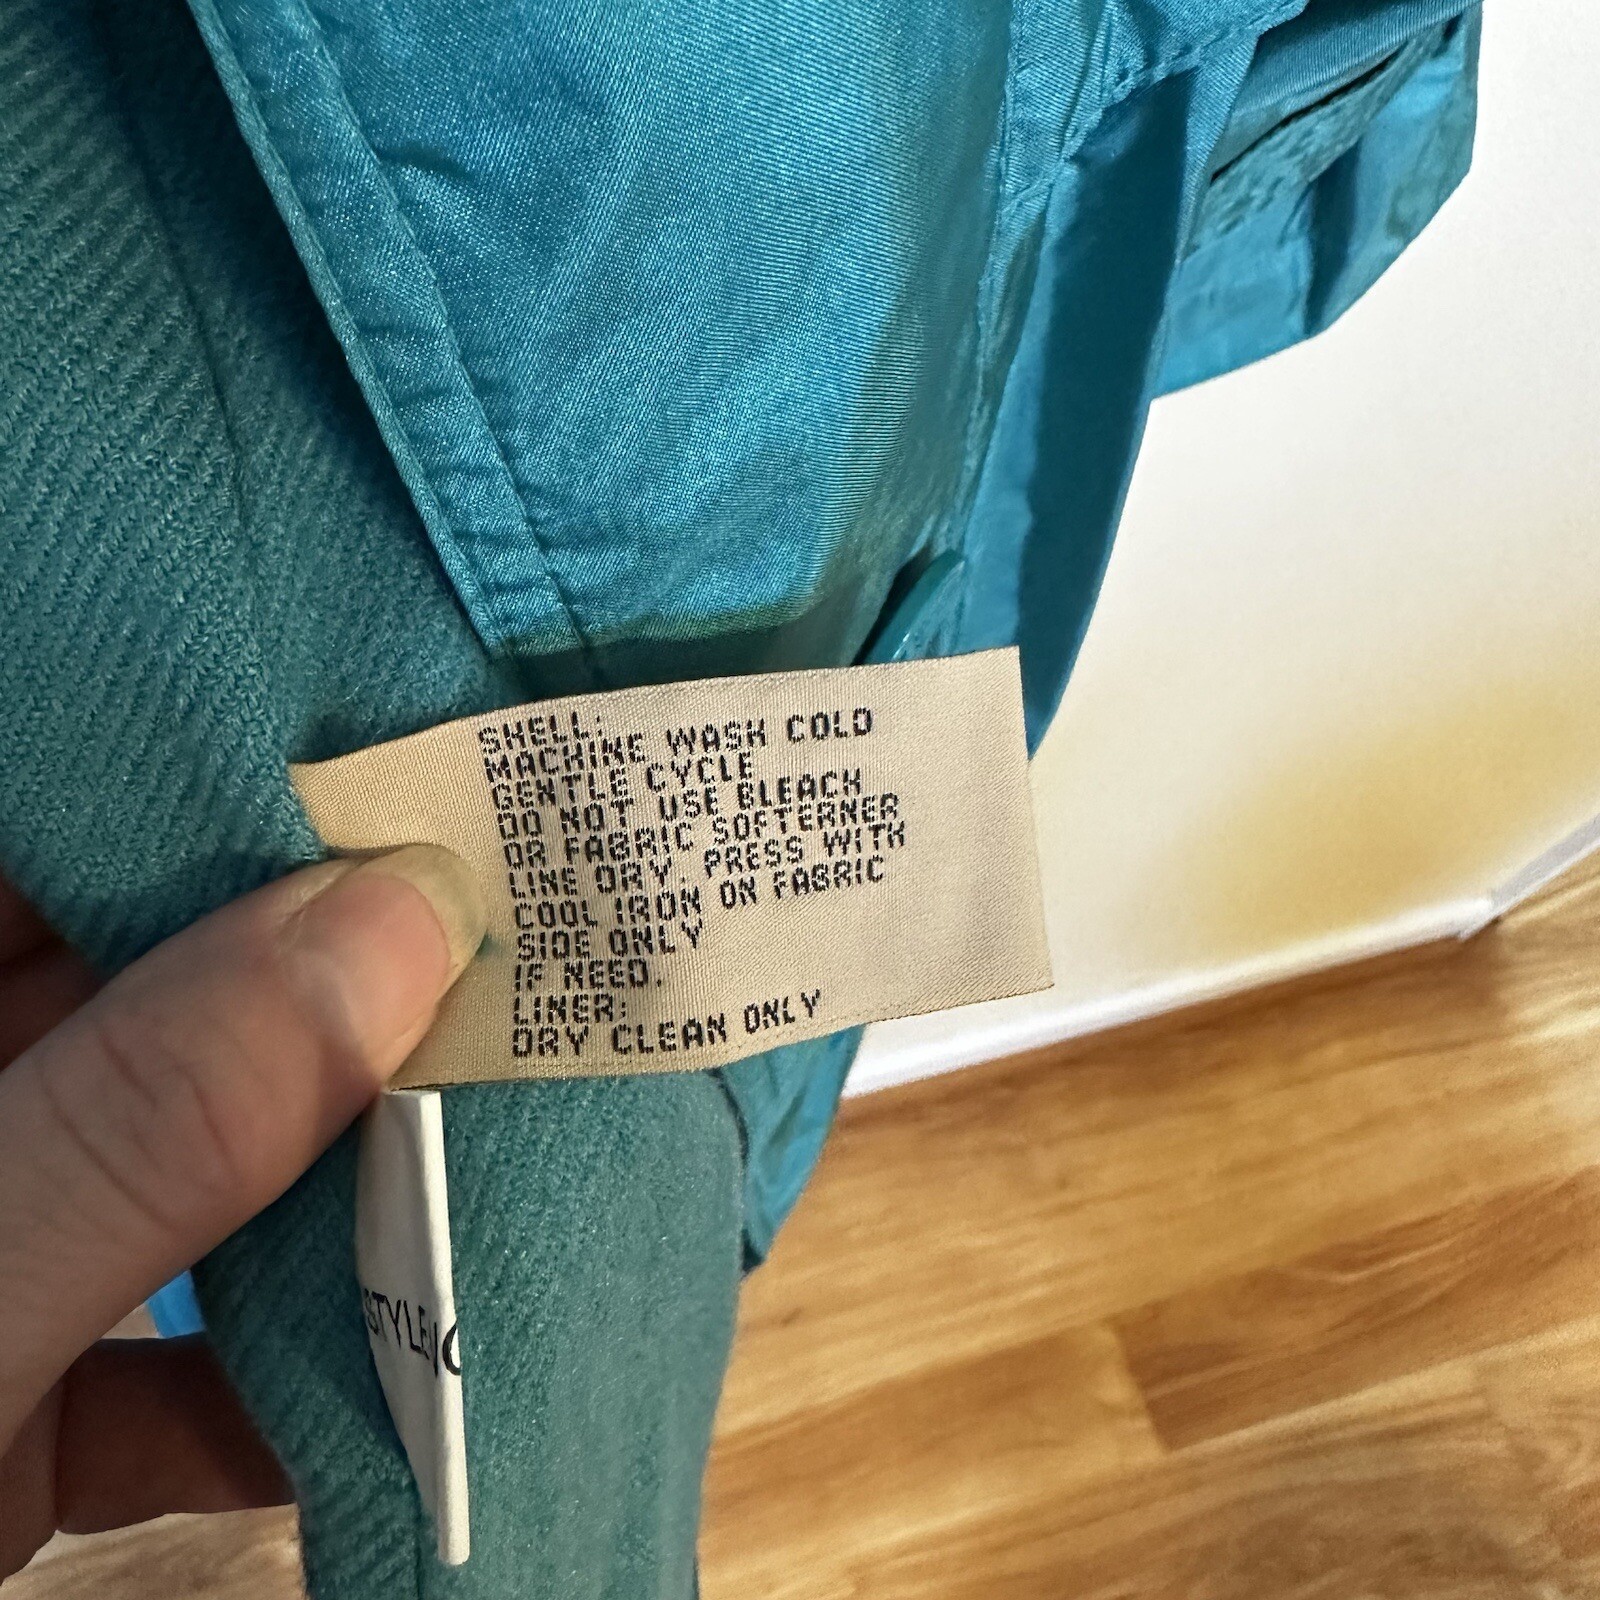 SHELL:
MACHINE WASH COLD
GENTLE CYCLE
DO NOT USE BLEACH
OR FABRIC SOFTERNER
LINE DRY. PRESS WITH
COOL IRON ON FABRIC
SIDE ONLY
IF NEED.
LINER:
DRY CLEAN ONLY
STYLE